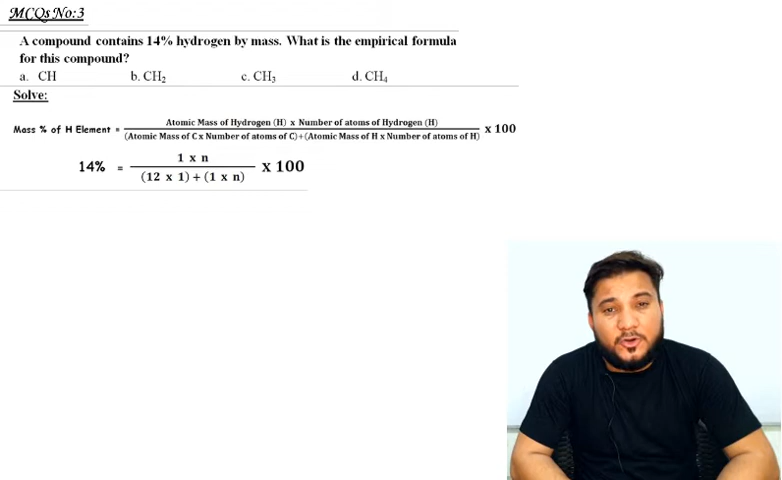 MCQs No:3
A compound contains 14% hydrogen by mass. What is the empirical formula
for this compound?
a. CH b. CH₂ c. CH₃ d. CH₄
Solve:
Mass % of H Element = Atomic Mass of Hydrogen (H) x Number of atoms of Hydrogen (H) / (Atomic Mass of C x Number of atoms of C)+(Atomic Mass of H x Number of atoms of H) x 100
14% = 1 x n / (12 x 1) + (1 x n) x 100